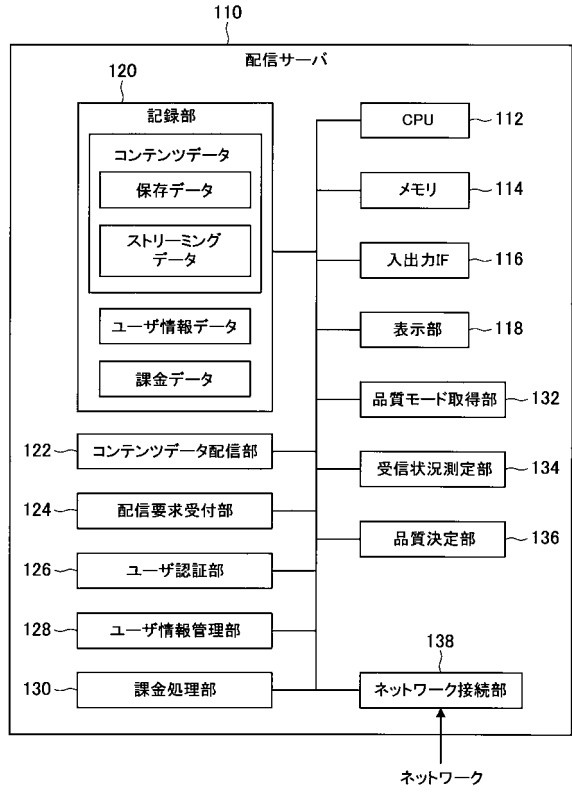 110
配信サーバ
120
記録部
コンテンツデータ
保存データ
ストリーミング
データ
ユーザ情報データ
課金データ
CPU
112
メモリ
114
入出力IF
116
表示部
118
品質モード取得部
132
122
コンテンツデータ配信部
受信状況測定部
134
124
配信要求受付部
品質決定部
136
126
ユーザ認証部
128
ユーザ情報管理部
138
130
課金処理部
ネットワーク接続部
ネットワーク